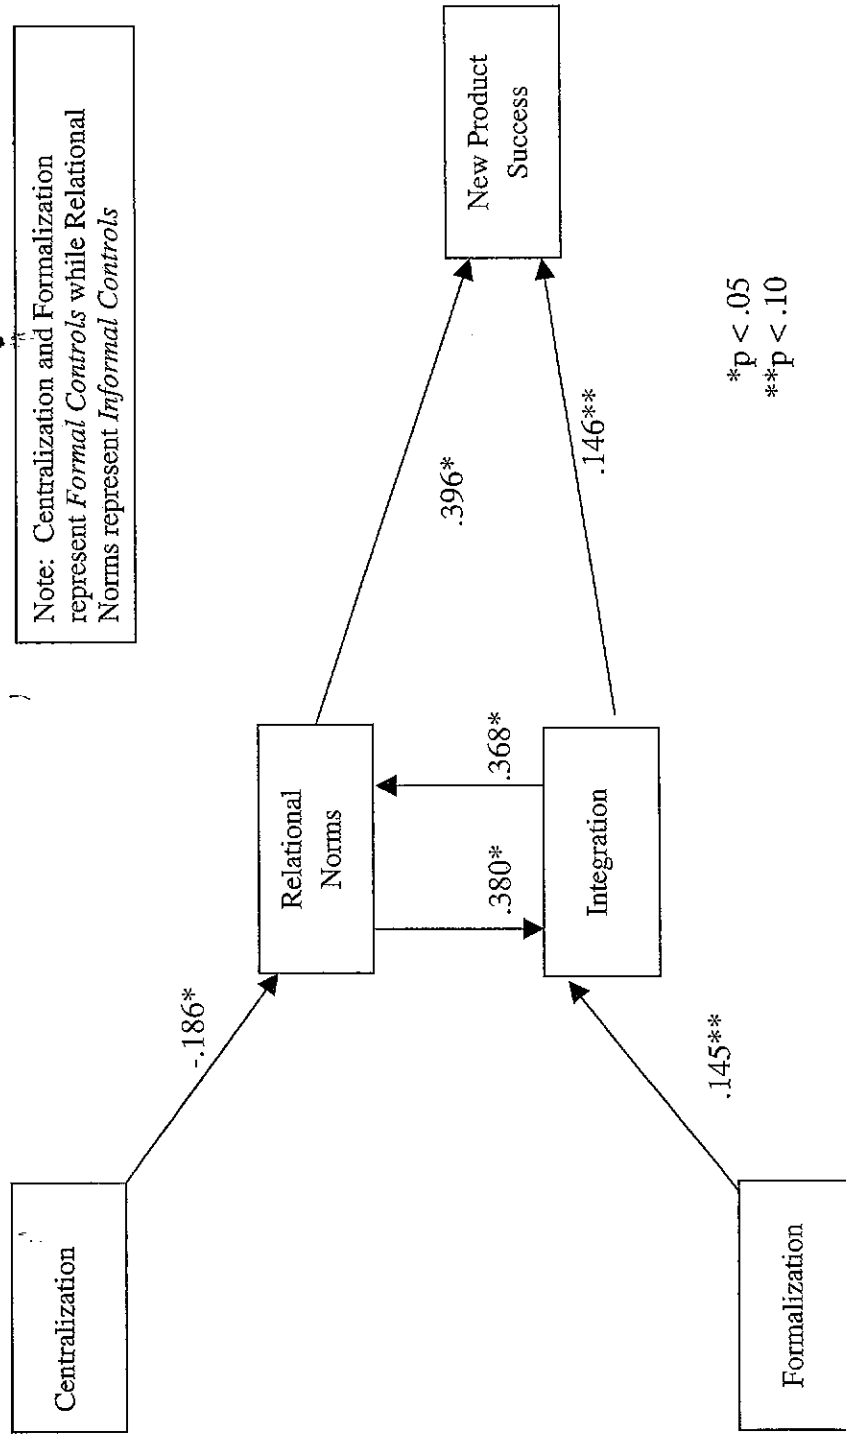 Note: Centralization and Formalization
represent Formal Controls while Relational
Norms represent Informal Controls
Centralization
-.186*
Relational
Norms
.396*
New Product
Success
.380*
.368*
Integration
.146**
Formalization
.145**
*p < .05
**p < .10